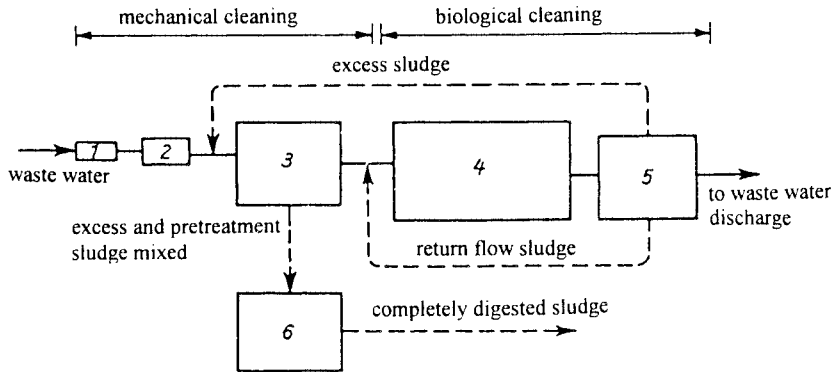 mechanical cleaning
biological cleaning
excess sludge
1
2
3
4
5
waste water
to waste water
discharge
excess and pretreatment
sludge mixed
return flow sludge
6
completely digested sludge